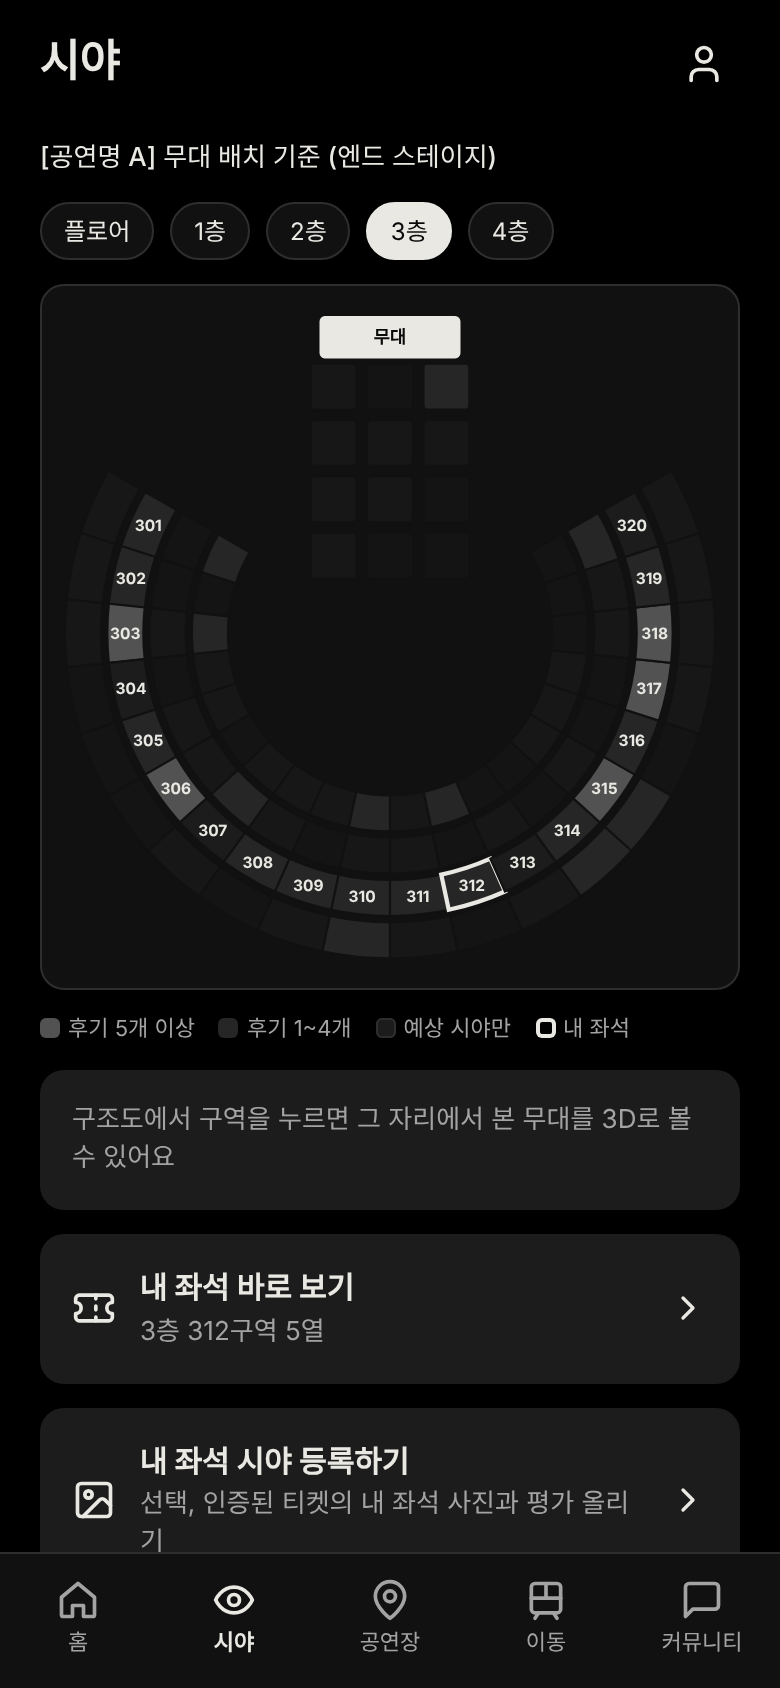 시야
[공연명 A] 무대 배치 기준 (엔드 스테이지)
플로어 1층 2층 3층 4층
무대
301 320
302 319
303 318
304 317
305 316
306 315
307 314
308 313
309 310 311 312
후기 5개 이상 후기 1~4개 예상 시야만 내 좌석
구조도에서 구역을 누르면 그 자리에서 본 무대를 3D로 볼
수 있어요
내 좌석 바로 보기
3층 312구역 5열
내 좌석 시야 등록하기
선택, 인증된 티켓의 내 좌석 사진과 평가 올리
기
홈 시야 공연장 이동 커뮤니티